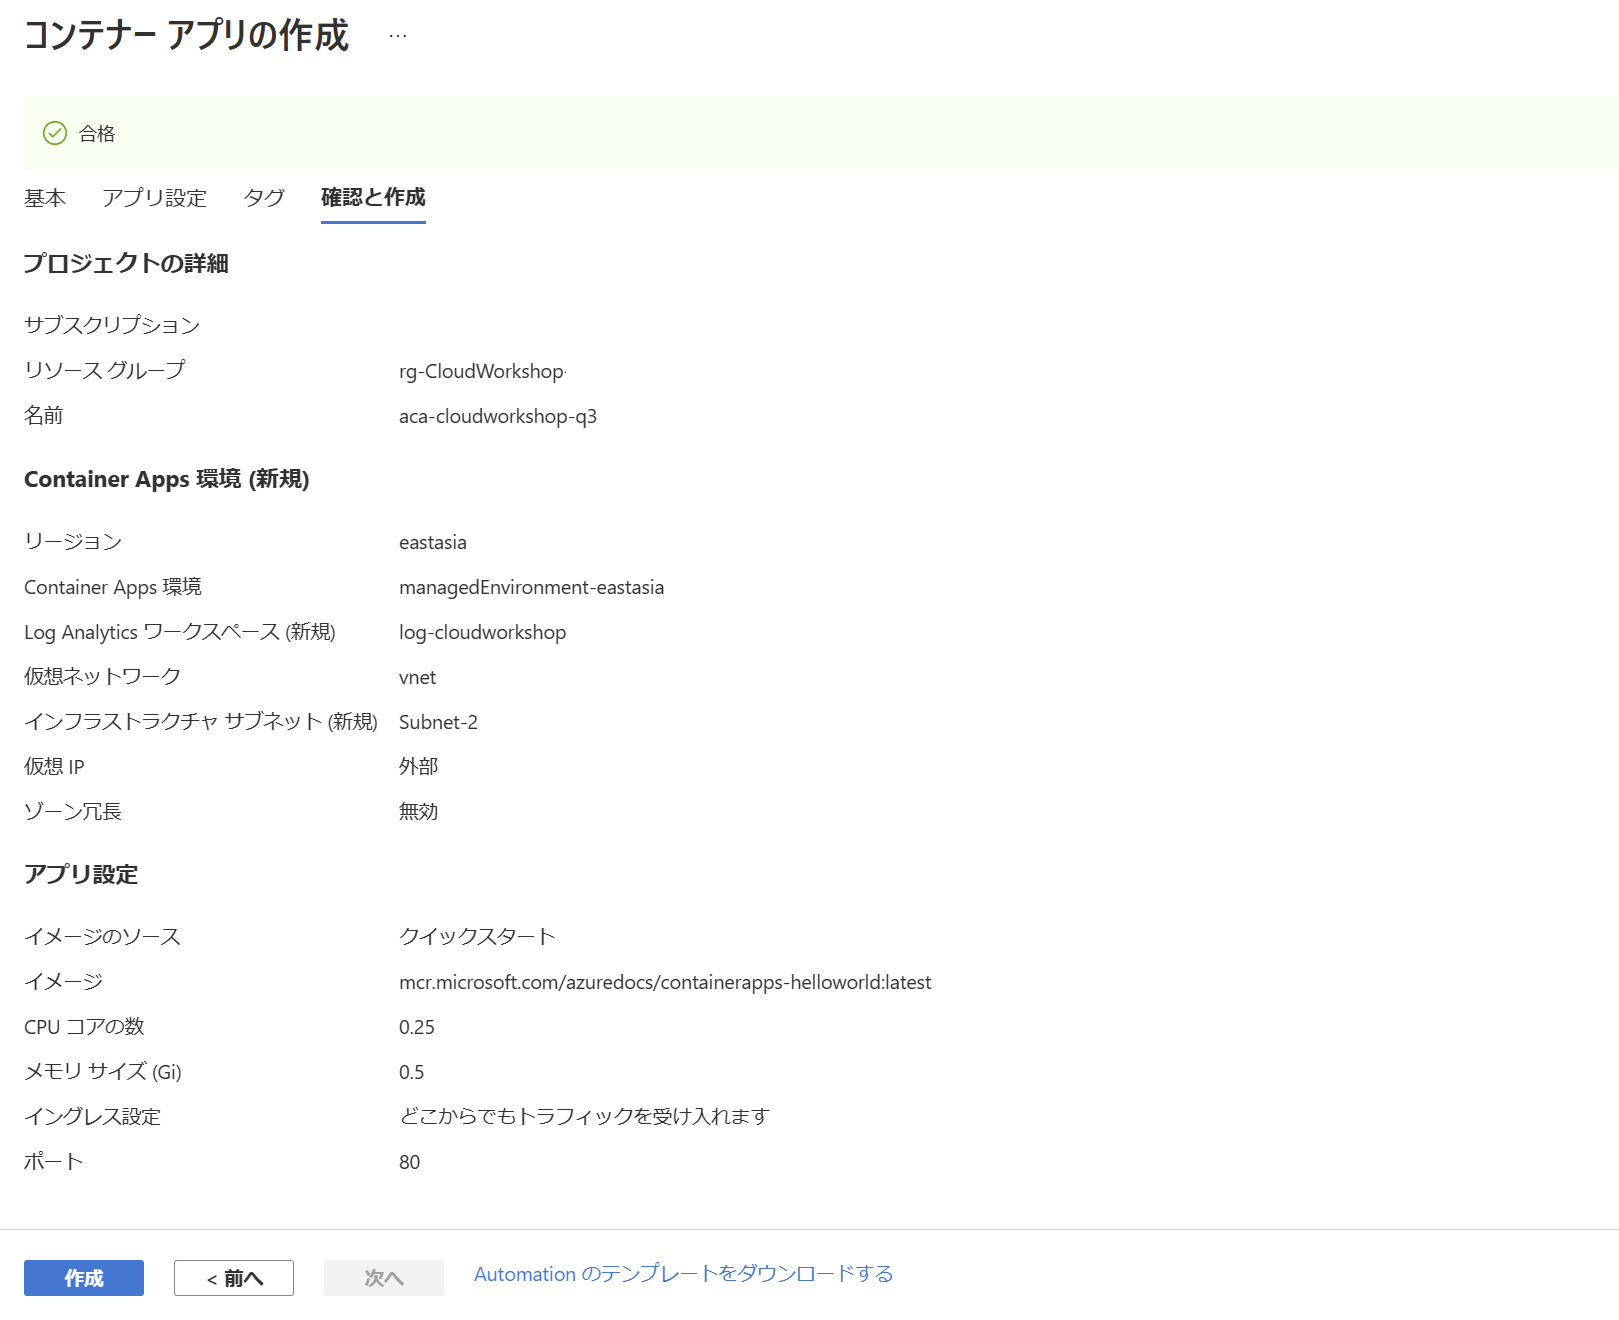 コンテナー アプリの作成 …
合格
基本 アプリ設定 タグ 確認と作成
プロジェクトの詳細
サブスクリプション
リソース グループ rg-CloudWorkshop
名前 aca-cloudworkshop-q3
Container Apps 環境 (新規)
リージョン eastasia
Container Apps 環境 managedEnvironment-eastasia
Log Analytics ワークスペース (新規) log-cloudworkshop
仮想ネットワーク vnet
インフラストラクチャ サブネット (新規) Subnet-2
仮想 IP 外部
ゾーン冗長 無効
アプリ設定
イメージのソース クイックスタート
イメージ mcr.microsoft.com/azuredocs/containerapps-helloworld:latest
CPU コアの数 0.25
メモリ サイズ (Gi) 0.5
イングレス設定 どこからでもトラフィックを受け入れます
ポート 80
作成 < 前へ 次へ Automation のテンプレートをダウンロードする